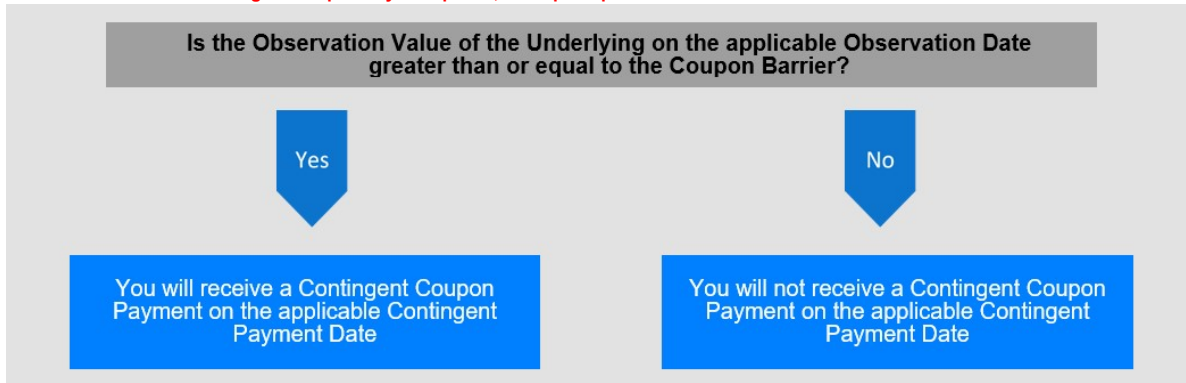 Is the Observation Value of the Underlying on the applicable Observation Date
greater than or equal to the Coupon Barrier?
Yes
No
You will receive a Contingent Coupon
Payment on the applicable Contingent
Payment Date
You will not receive a Contingent Coupon
Payment on the applicable Contingent
Payment Date